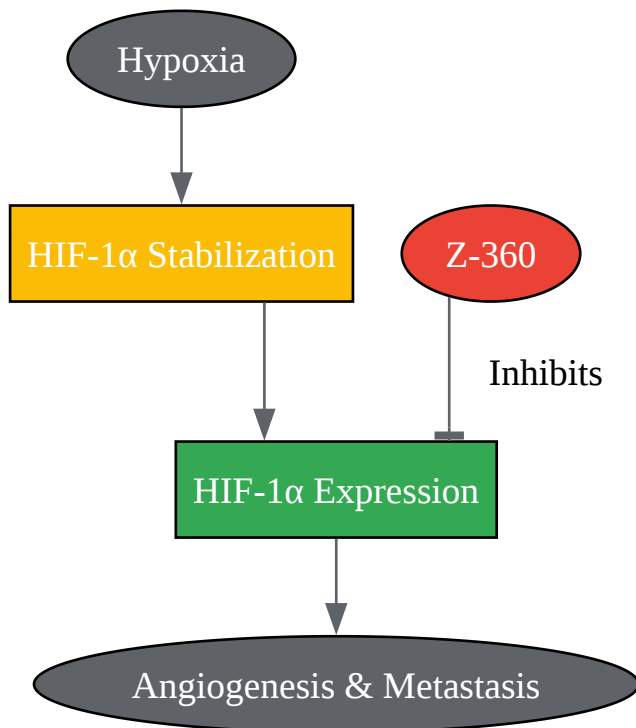 Hypoxia
HIF-1α Stabilization
Z-360
Inhibits
HIF-1α Expression
Angiogenesis & Metastasis